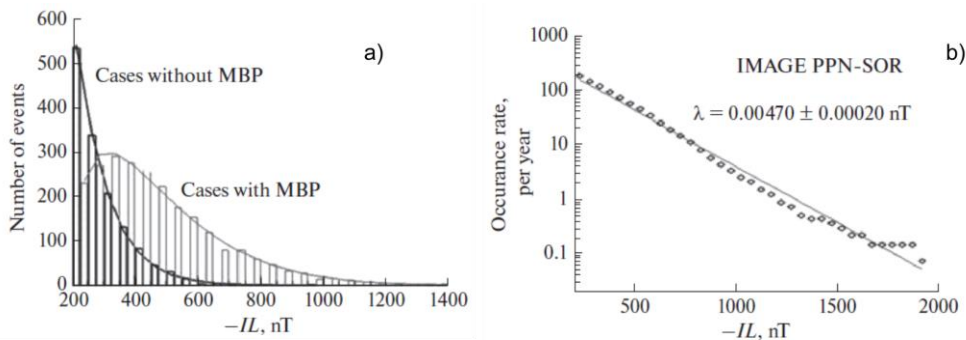 600
500
400
300
200
100
0
Number of events
a)
Cases without MBP
Cases with MBP
200 400 600 800 1000 1200 1400
−IL, nT
1000
100
10
1
0.1
Occurance rate,
per year
b)
IMAGE PPN-SOR
λ = 0.00470 ± 0.00020 nT
500 1000 1500 2000
−IL, nT